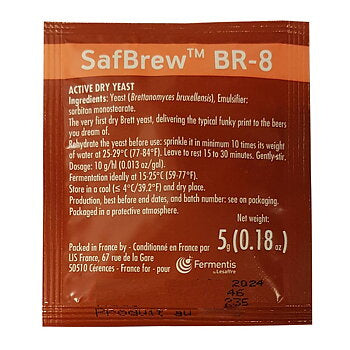 SafBrew™ BR-8
ACTIVE DRY YEAST
Ingredients: Yeast (Brettanomyces bruxellensis), Emulsifier:
sorbitan monostearate.
The very first dry Brett yeast, delivering the typical funky print to the beers
you dream of.
Rehydrate the yeast before use: sprinkle it in minimum 10 times its weight
of water at 25-29°C (77-84°F). Leave to rest 15 to 30 minutes. Gently stir.
Dosage: 10 g/hl (0.013 oz/gal).
Fermentation ideally at 15-25°C (59-77°F).
Store in a cool (≤ 4°C/39.2°F) and dry place.
Production, best before end dates, and batch number: see on packaging.
Packaged in a protective atmosphere.
Net weight:
5g (0.18 oz)
Packed in France by - Conditionné en France par
LIS France, 67 rue de la Gare
50510 Cérences - France for - pour
Fermentis
by Lesaffre
2024
46
235
Produit au